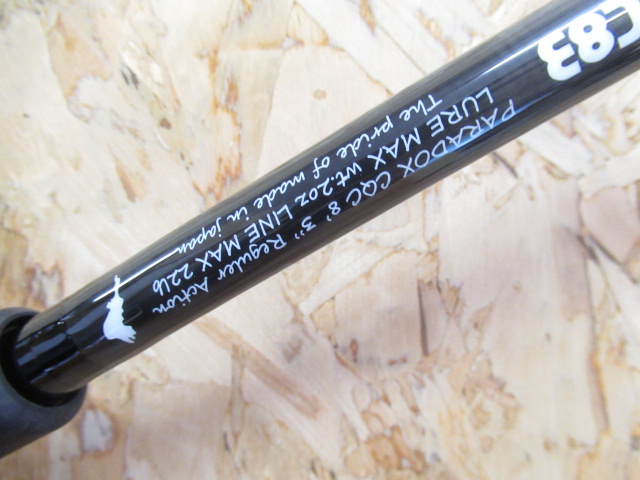 C83
PARADOX CQC 8' 3" Reguler Action
LURE MAX wt.2oz LINE MAX 22lb
The pride of made in japan